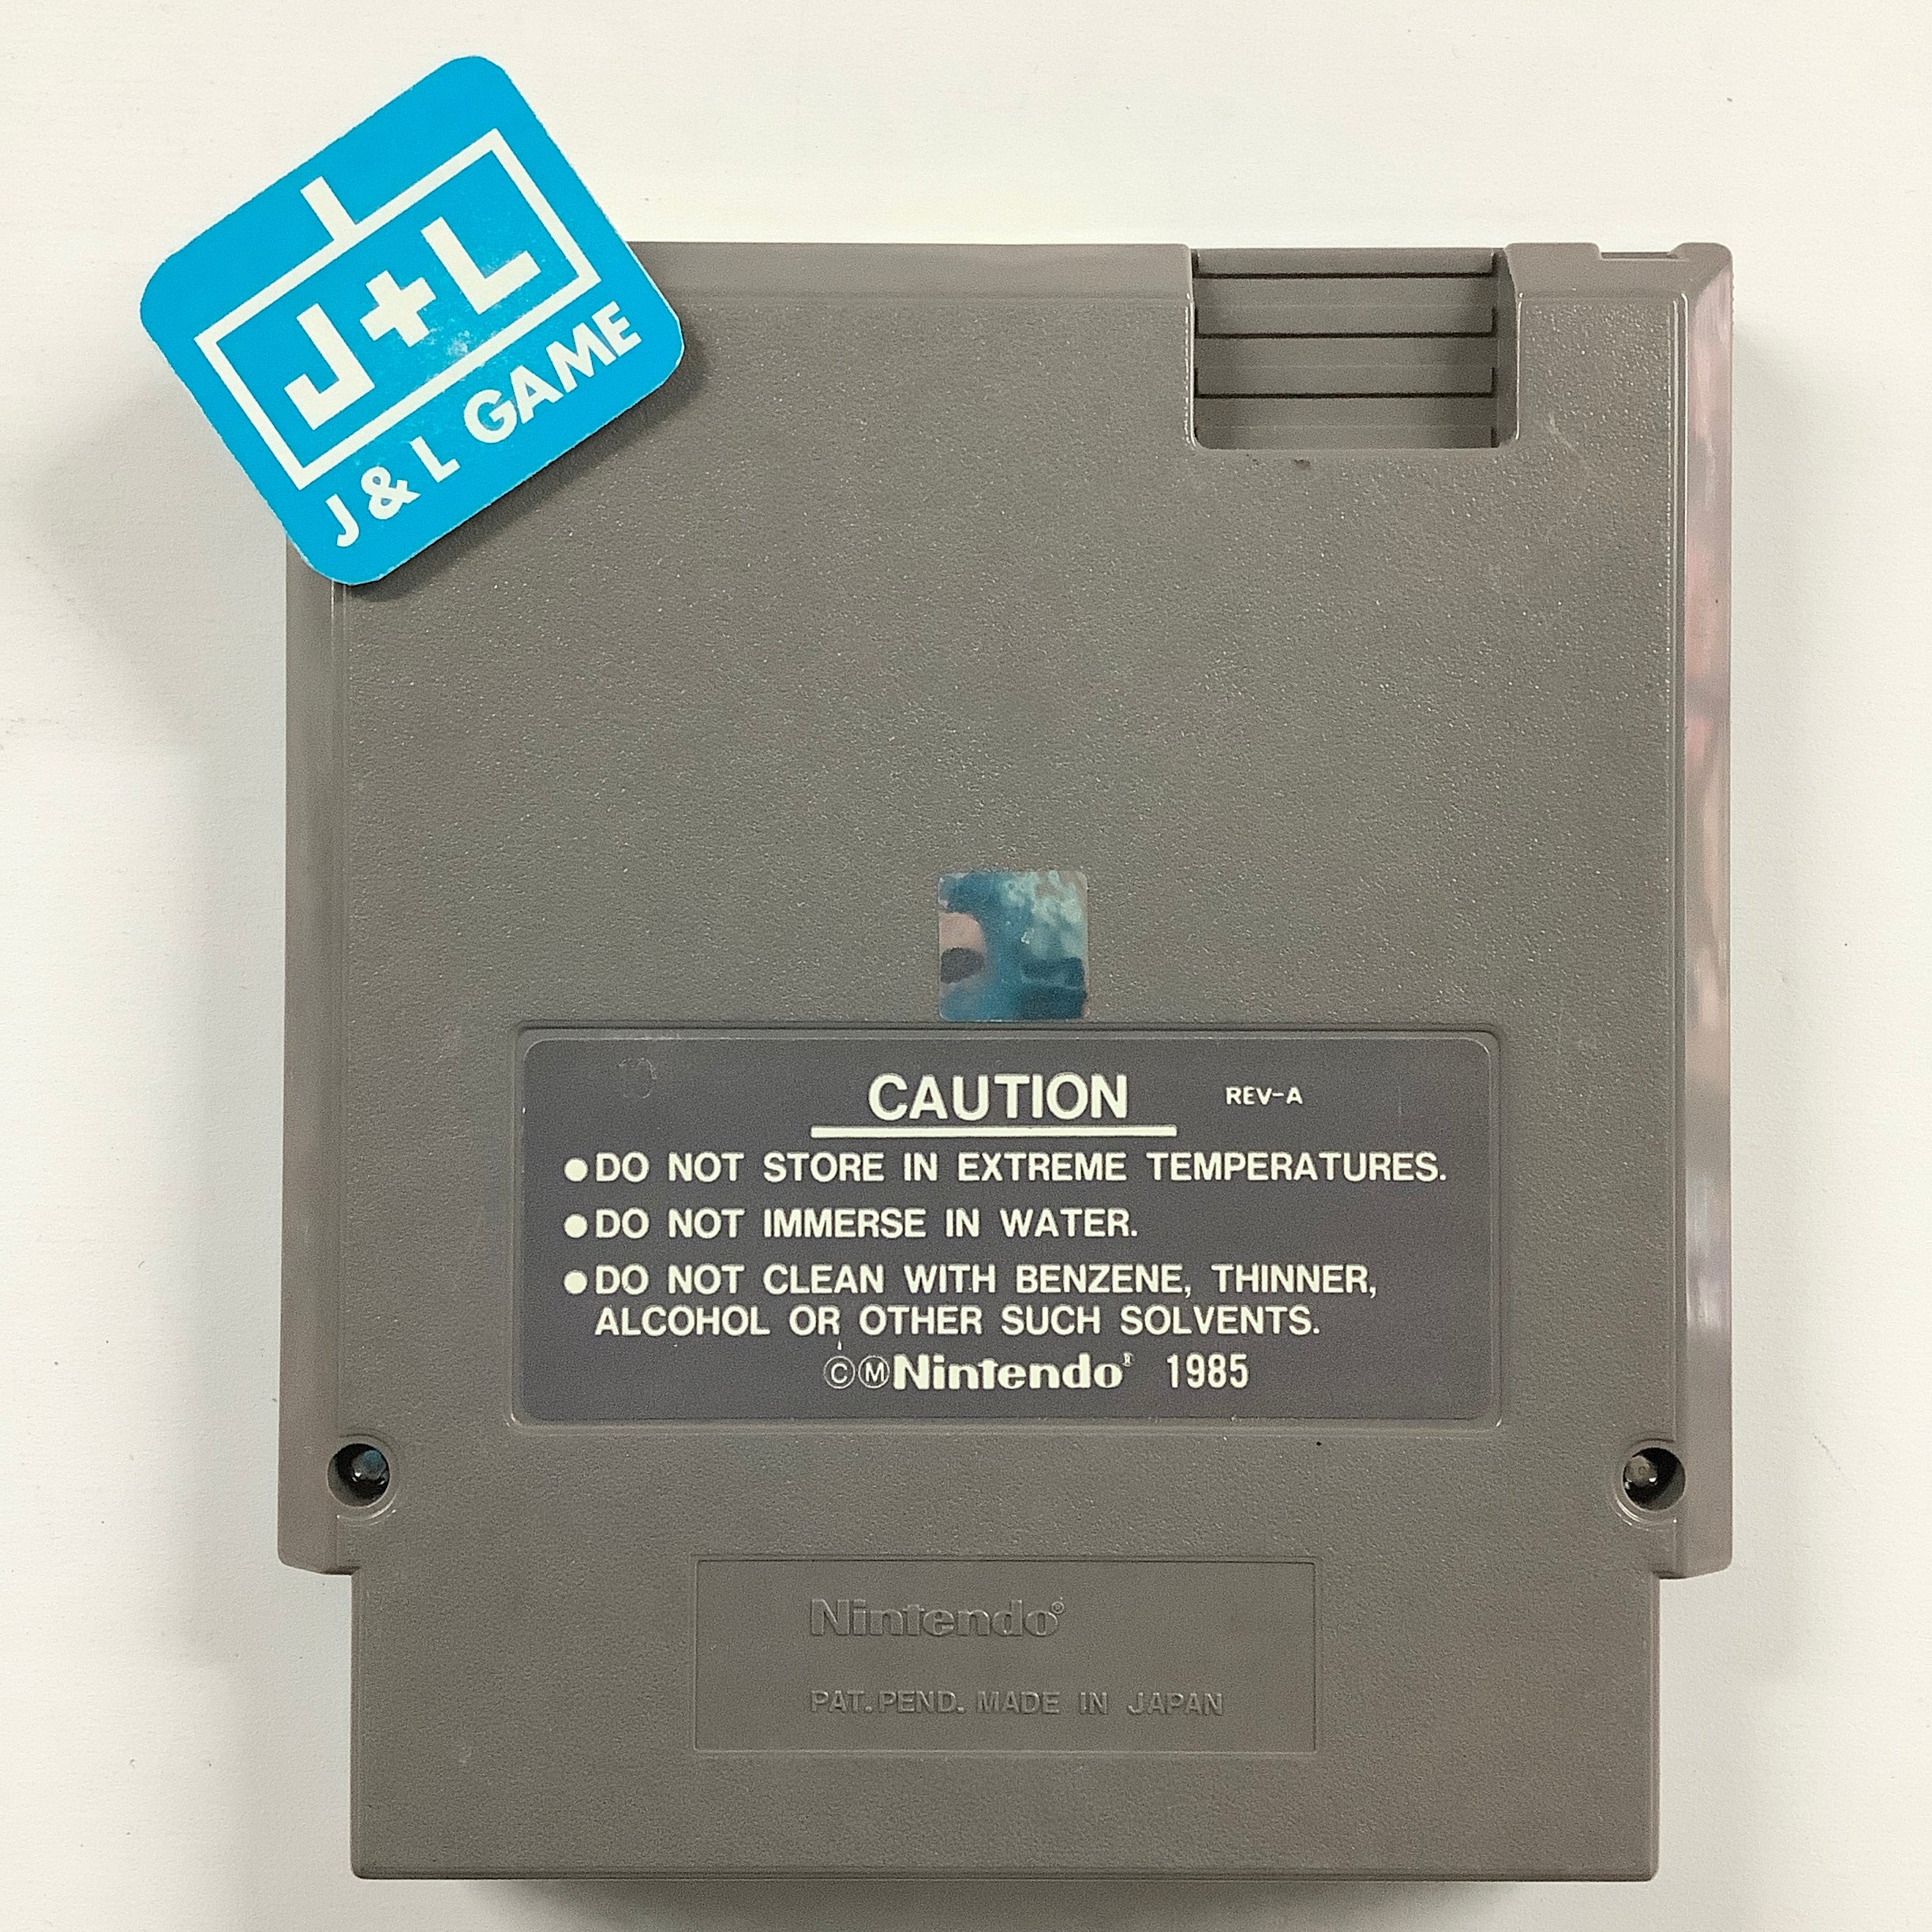 J+L
J & L GAME
CAUTION REV-A
●DO NOT STORE IN EXTREME TEMPERATURES.
●DO NOT IMMERSE IN WATER.
●DO NOT CLEAN WITH BENZENE, THINNER,
ALCOHOL OR OTHER SUCH SOLVENTS.
ⒸⓂNintendo® 1985
Nintendo®
PAT. PEND. MADE IN JAPAN